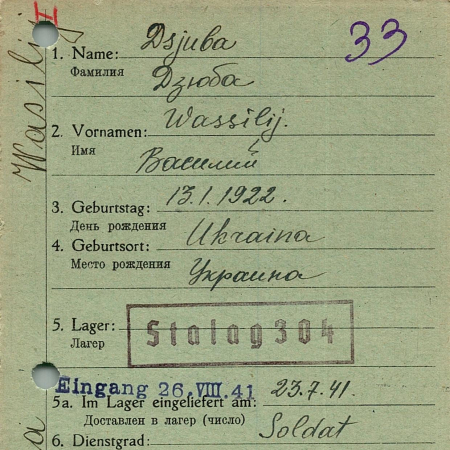 Wassilij
H
33
1. Name: Dsjuba
Фамилия Дзюба
2. Vornamen: Wassilij.
Имя
Василий
3. Geburtstag: 13.1.1922.
День рождения
4. Geburtsort: Ukraina
Место рождения Украина
5. Lager: Stalag 304
Лагер
Eingang 26. VIII. 41
5a. Im Lager eingeliefert am: 23.7.41.
Доставлен в лагер (число)
6. Dienstgrad: Soldat